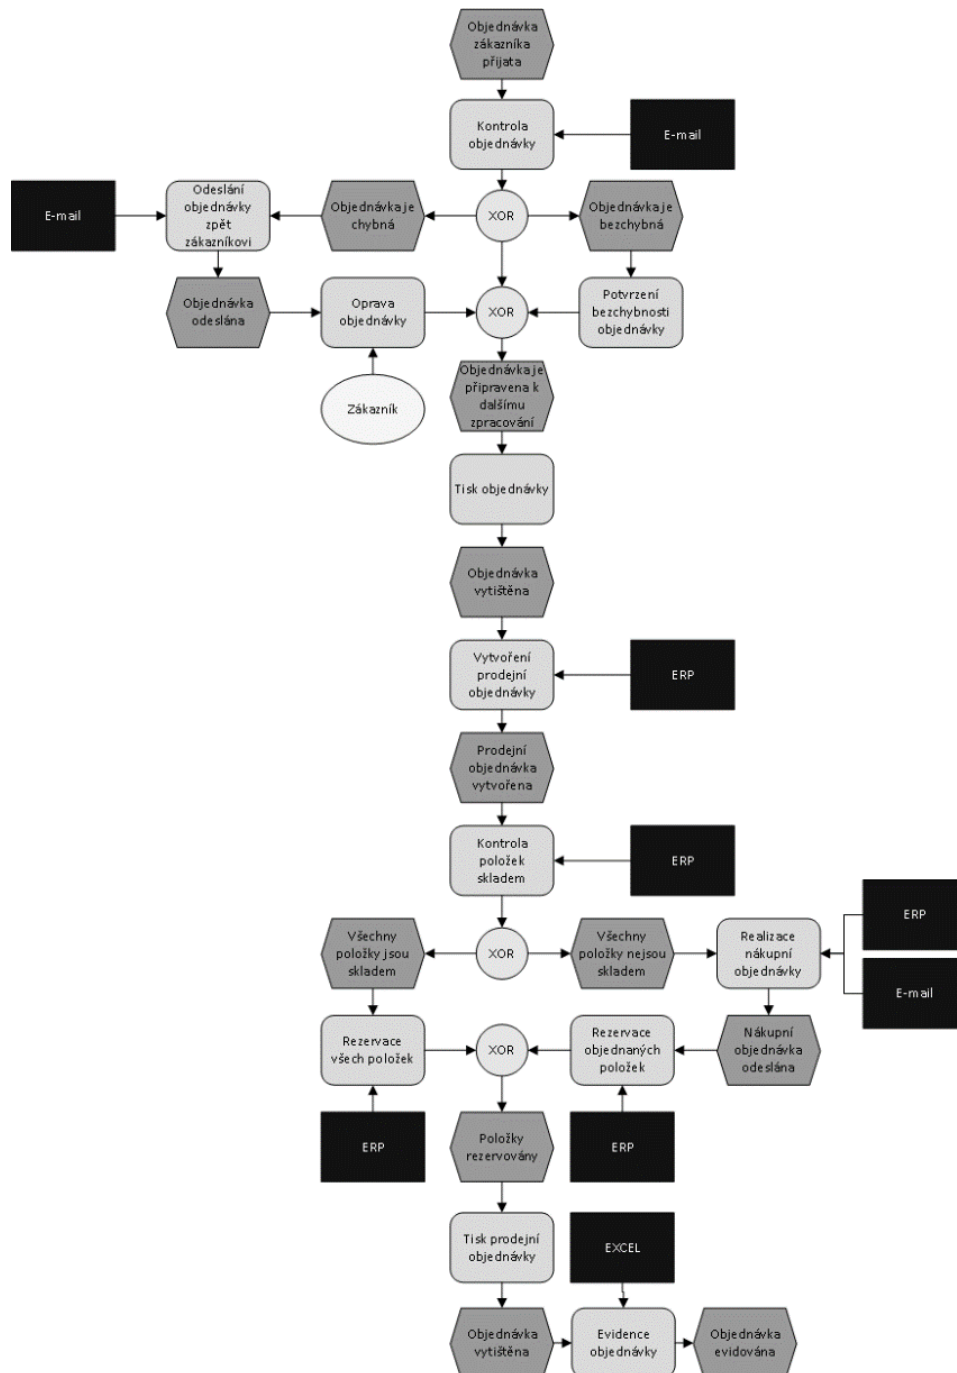 Objednávka
zákazníka
přijata
Kontrola
objednávky
E-mail
E-mail
Odeslání
objednávky
zpět
zákazníkovi
Objednávka je
chybná
XOR
Objednávka je
bezchybná
Objednávka
odeslána
Oprava
objednávky
XOR
Potvrzení
bezchybnosti
objednávky
Zákazník
Objednávka je
připravena k
dalšímu
zpracování
Tisk objednávky
Objednávka
vytištěna
Vytvoření
prodejní
objednávky
ERP
Prodejní
objednávka
vytvořena
Kontrola
položek
skladem
ERP
Všechny
položky jsou
skladem
XOR
Všechny
položky nejsou
skladem
Realizace
nákupní
objednávky
ERP
E-mail
Rezervace
všech položek
XOR
Rezervace
objednaných
položek
Nákupní
objednávka
odeslána
ERP
Položky
rezervovány
ERP
Tisk prodejní
objednávky
EXCEL
Objednávka
vytištěna
Evidence
objednávky
Objednávka
evidována